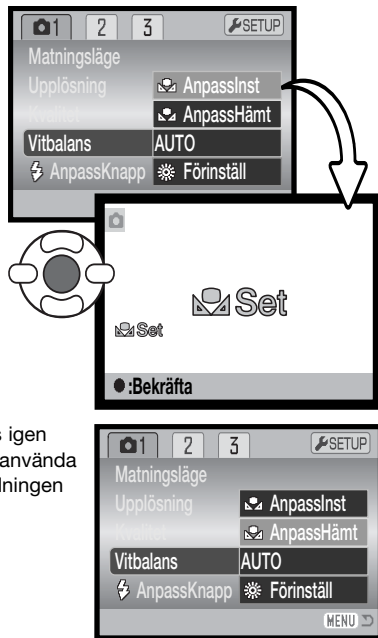 1 2 3 SETUP
Matningsläge
Upplösning AnpassInst
Kvalitet AnpassHämt
Vitbalans AUTO
AnpassKnapp Förinställ
Set
Set
:Bekräfta
s igen
använda
lningen
1 2 3 SETUP
Matningsläge
Upplösning AnpassInst
Kvalitet AnpassHämt
Vitbalans AUTO
AnpassKnapp Förinställ
MENU